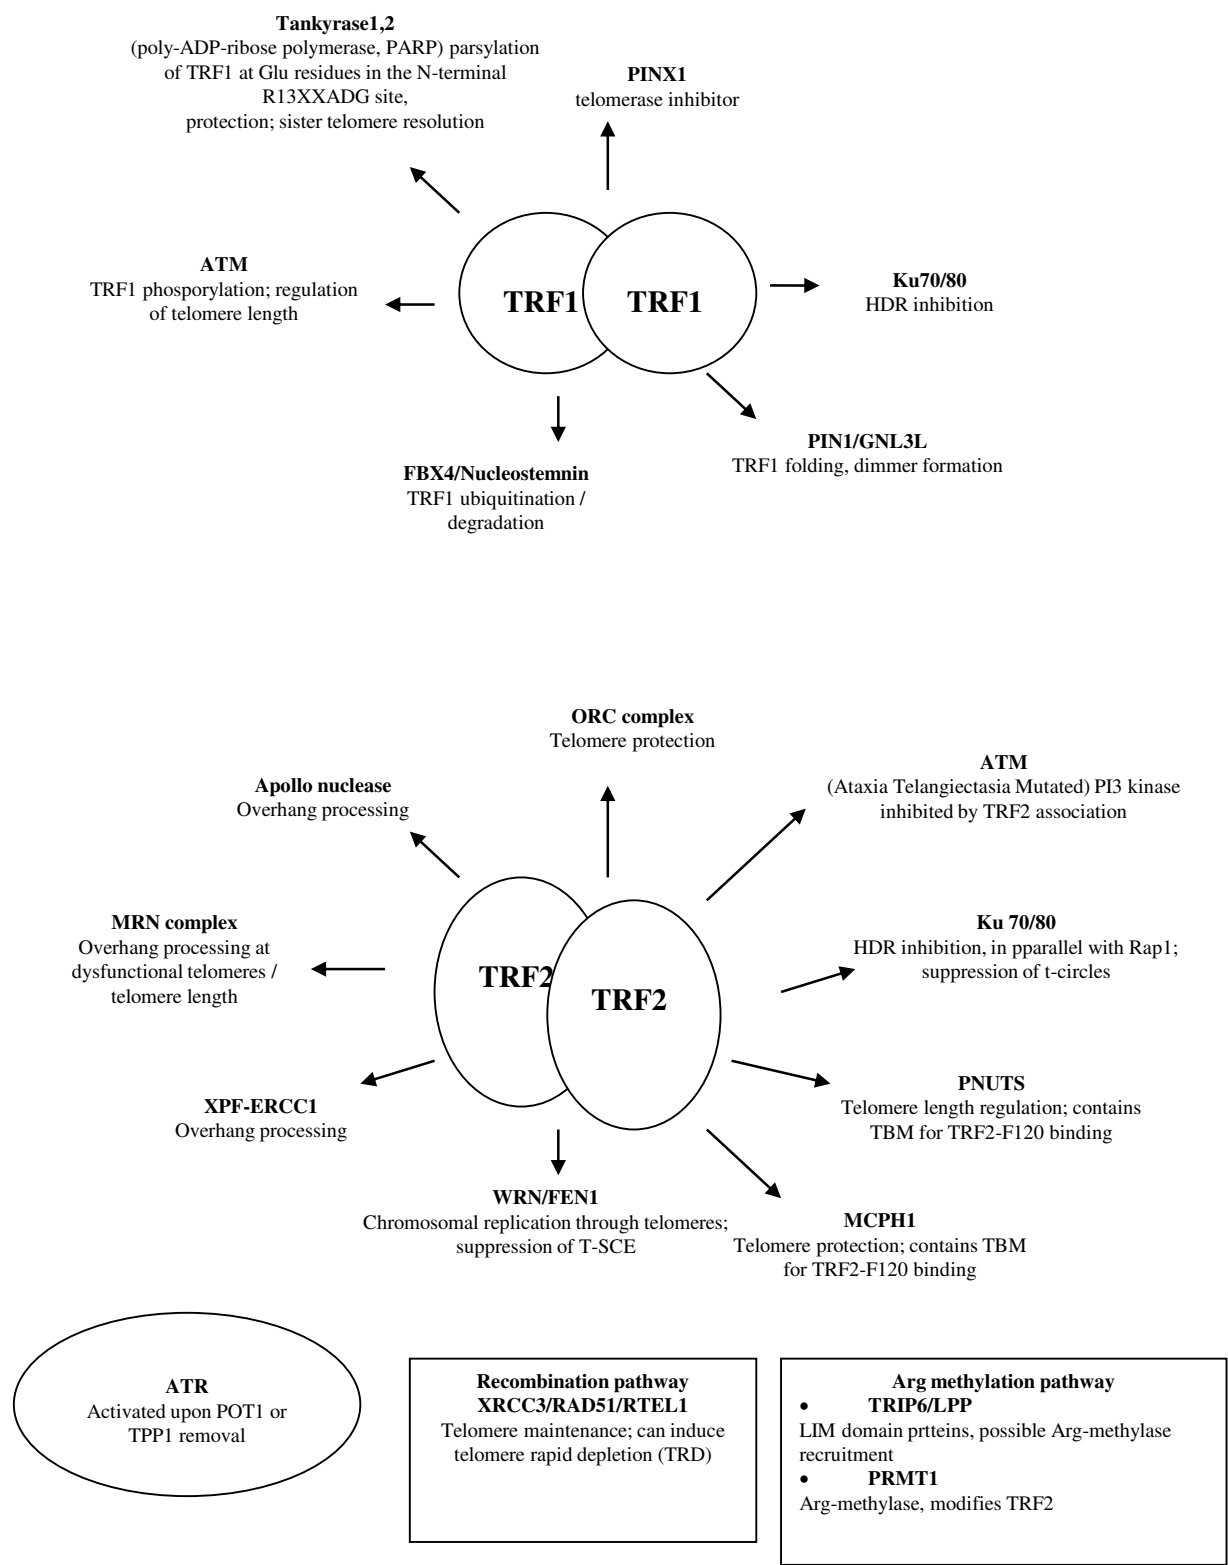 Tankyrase1,2
(poly-ADP-ribose polymerase, PARP) parsylation
of TRF1 at Glu residues in the N-terminal
R13XXADG site,
protection; sister telomere resolution
PINX1
telomerase inhibitor
ATM
TRF1 phosporylation; regulation
of telomere length
TRF1
TRF1
Ku70/80
HDR inhibition
PIN1/GNL3L
TRF1 folding, dimmer formation
FBX4/Nucleostemnin
TRF1 ubiquitination /
degradation
ORC complex
Telomere protection
Apollo nuclease
Overhang processing
ATM
(Ataxia Telangiectasia Mutated) PI3 kinase
inhibited by TRF2 association
MRN complex
Overhang processing at
dysfunctional telomeres /
telomere length
TRF2
TRF2
Ku 70/80
HDR inhibition, in pparallel with Rap1;
suppression of t-circles
XPF-ERCC1
Overhang processing
PNUTS
Telomere length regulation; contains
TBM for TRF2-F120 binding
WRN/FEN1
Chromosomal replication through telomeres;
suppression of T-SCE
MCPH1
Telomere protection; contains TBM
for TRF2-F120 binding
ATR
Activated upon POT1 or
TPP1 removal
Recombination pathway
XRCC3/RAD51/RTEL1
Telomere maintenance; can induce
telomere rapid depletion (TRD)
Arg methylation pathway
• TRIP6/LPP
LIM domain prtteins, possible Arg-methylase
recruitment
• PRMT1
Arg-methylase, modifies TRF2